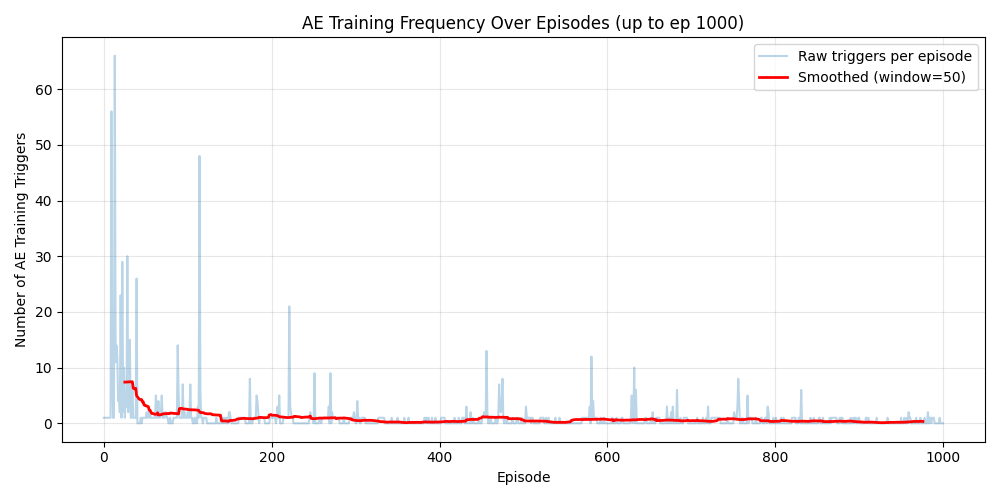 AE Training Frequency Over Episodes (up to ep 1000)
Raw triggers per episode
Smoothed (window=50)
Number of AE Training Triggers
60
50
40
30
20
10
0
0 200 400 600 800 1000
Episode